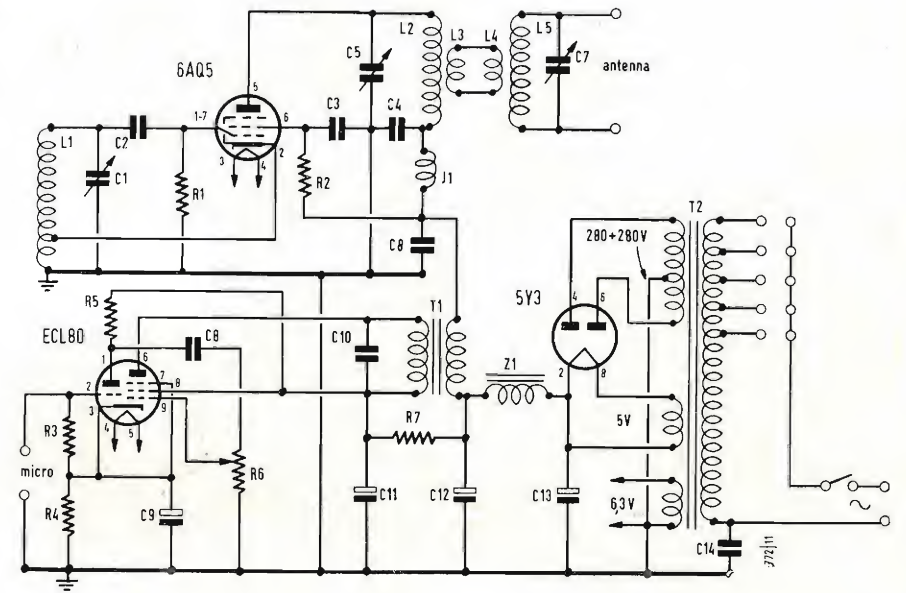 L2
L3
L4
L5
C7
antenna
6AQ5
5
C5
C2
1-7
6
C3
C4
L1
C1
R1
3
4
2
R2
J1
C8
T2
280+280V
5Y3
4
6
2
8
R5
ECL80
1
6
C8
C10
T1
Z1
2
3
7
8
9
4
5
R3
R4
micro
C9
R6
R7
C11
C12
C13
5V
6,3V
~
C14
372|11